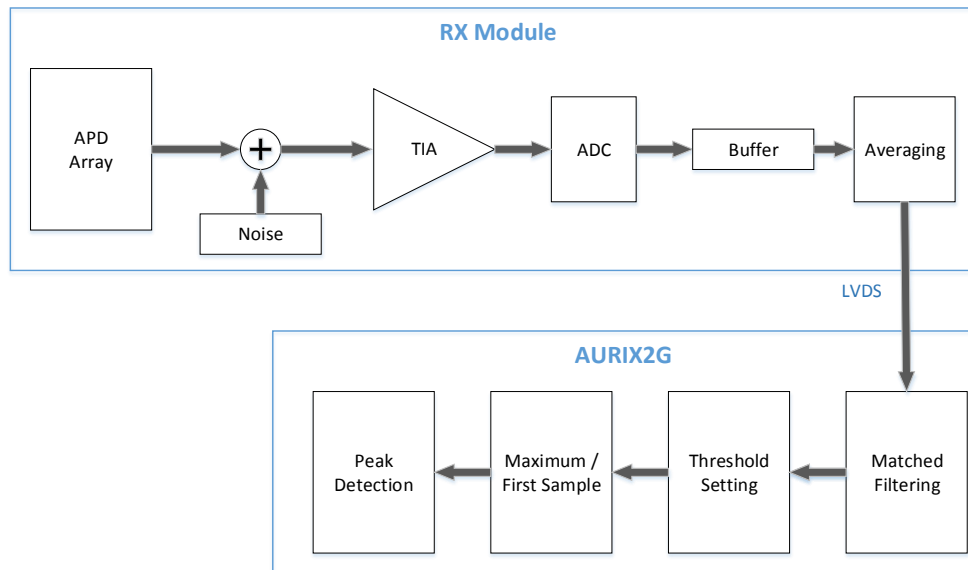 RX Module
APD
Array
+
Noise
TIA
ADC
Buffer
Averaging
LVDS
AURIX2G
Peak
Detection
Maximum /
First Sample
Threshold
Setting
Matched
Filtering